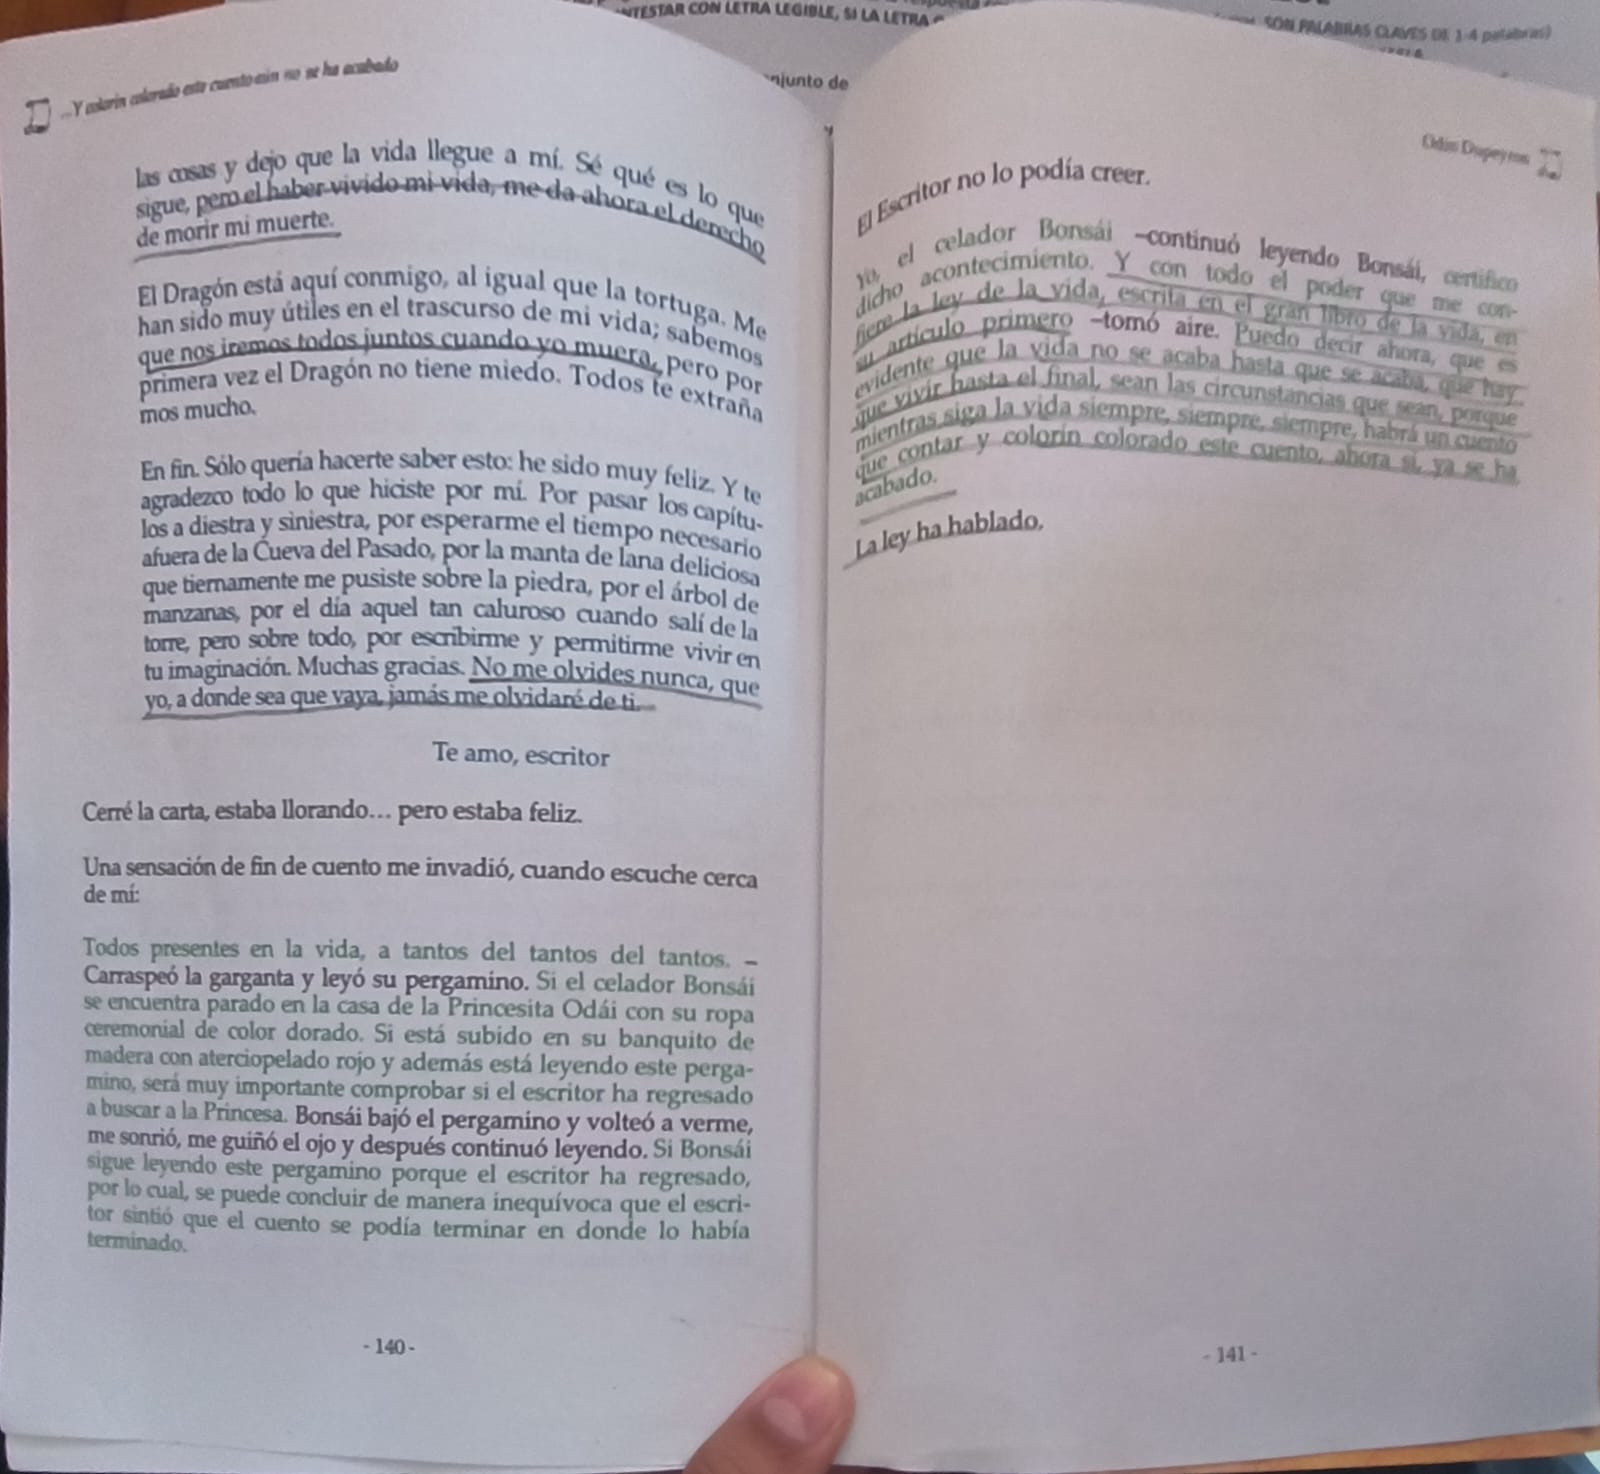 NTESTAR CON LETRA LEGIBLE, SI LA LETRA
SON PALABRAS CLAVES DE 1-4 palabras)
njunto de
...Y colorín colorado este cuento aún no se ha acabado
las cosas y dejo que la vida llegue a mí. Sé qué es lo que
sigue, pero el haber vivido mi vida, me da ahora el derecho
de morir mi muerte.
El Dragón está aquí conmigo, al igual que la tortuga. Me
han sido muy útiles en el trascurso de mi vida; sabemos
que nos iremos todos juntos cuando yo muera, pero por
primera vez el Dragón no tiene miedo. Todos te extraña
mos mucho.
En fin. Sólo quería hacerte saber esto: he sido muy feliz. Y te
agradezco todo lo que hiciste por mí. Por pasar los capítu-
los a diestra y siniestra, por esperarme el tiempo necesario
afuera de la Cueva del Pasado, por la manta de lana deliciosa
que tiernamente me pusiste sobre la piedra, por el árbol de
manzanas, por el día aquel tan caluroso cuando salí de la
torre, pero sobre todo, por escribirme y permitirme vivir en
tu imaginación. Muchas gracias. No me olvides nunca, que
yo, a donde sea que vaya, jamás me olvidaré de ti.
Te amo, escritor
Cerré la carta, estaba llorando... pero estaba feliz.
Una sensación de fin de cuento me invadió, cuando escuche cerca
de mí:
Todos presentes en la vida, a tantos del tantos del tantos. –
Carraspeó la garganta y leyó su pergamino. Si el celador Bonsái
se encuentra parado en la casa de la Princesita Odái con su ropa
ceremonial de color dorado. Si está subido en su banquito de
madera con aterciopelado rojo y además está leyendo este perga-
mino, será muy importante comprobar si el escritor ha regresado
a buscar a la Princesa. Bonsái bajó el pergamino y volteó a verme,
me sonrió, me guiñó el ojo y después continuó leyendo. Si Bonsái
sigue leyendo este pergamino porque el escritor ha regresado,
por lo cual, se puede concluir de manera inequívoca que el escri-
tor sintió que el cuento se podía terminar en donde lo había
terminado.
- 140 -
Odin Dupeyron
El Escritor no lo podía creer.
Yo, el celador Bonsái –continuó leyendo Bonsái, certifico
dicho acontecimiento. Y con todo el poder que me con-
fiere la ley de la vida, escrita en el gran libro de la vida, en
su artículo primero –tomó aire. Puedo decir ahora, que es
evidente que la vida no se acaba hasta que se acaba, que hay
que vivir hasta el final, sean las circunstancias que sean, porque
mientras siga la vida siempre, siempre, siempre, habrá un cuento
que contar y colorín colorado este cuento, ahora sí, ya se ha
acabado.
La ley ha hablado.
- 141 -